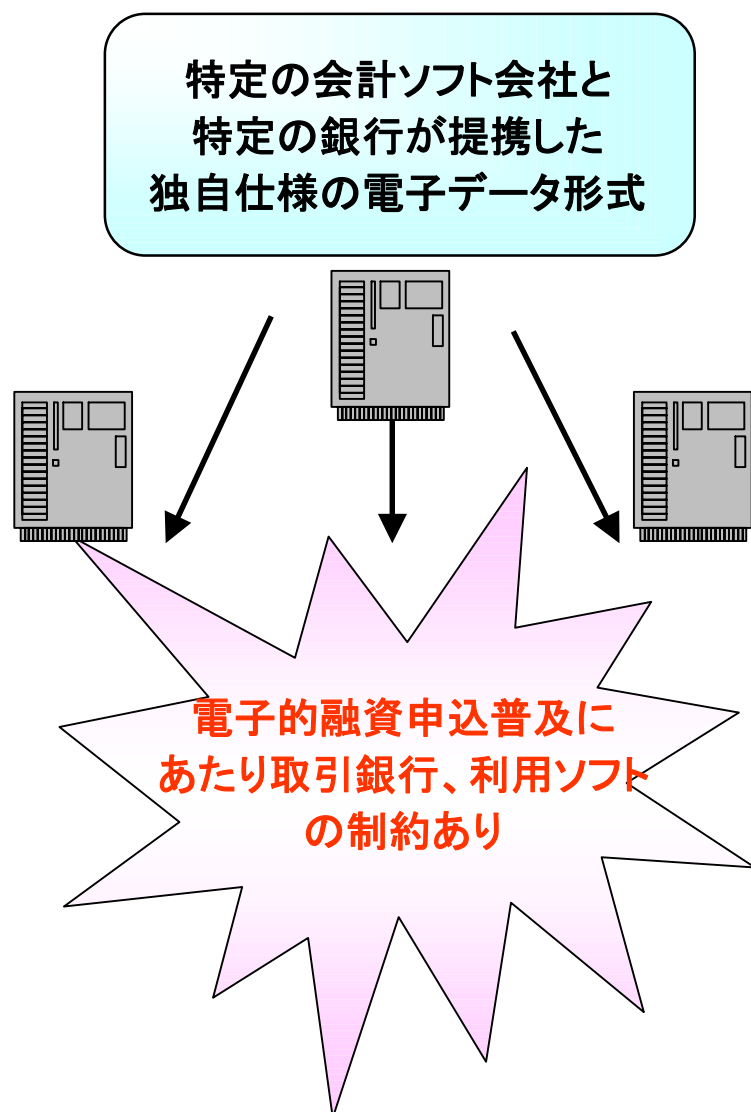 特定の会計ソフト会社と
特定の銀行が提携した
独自仕様の電子データ形式
電子的融資申込普及に
あたり取引銀行、利用ソフト
の制約あり